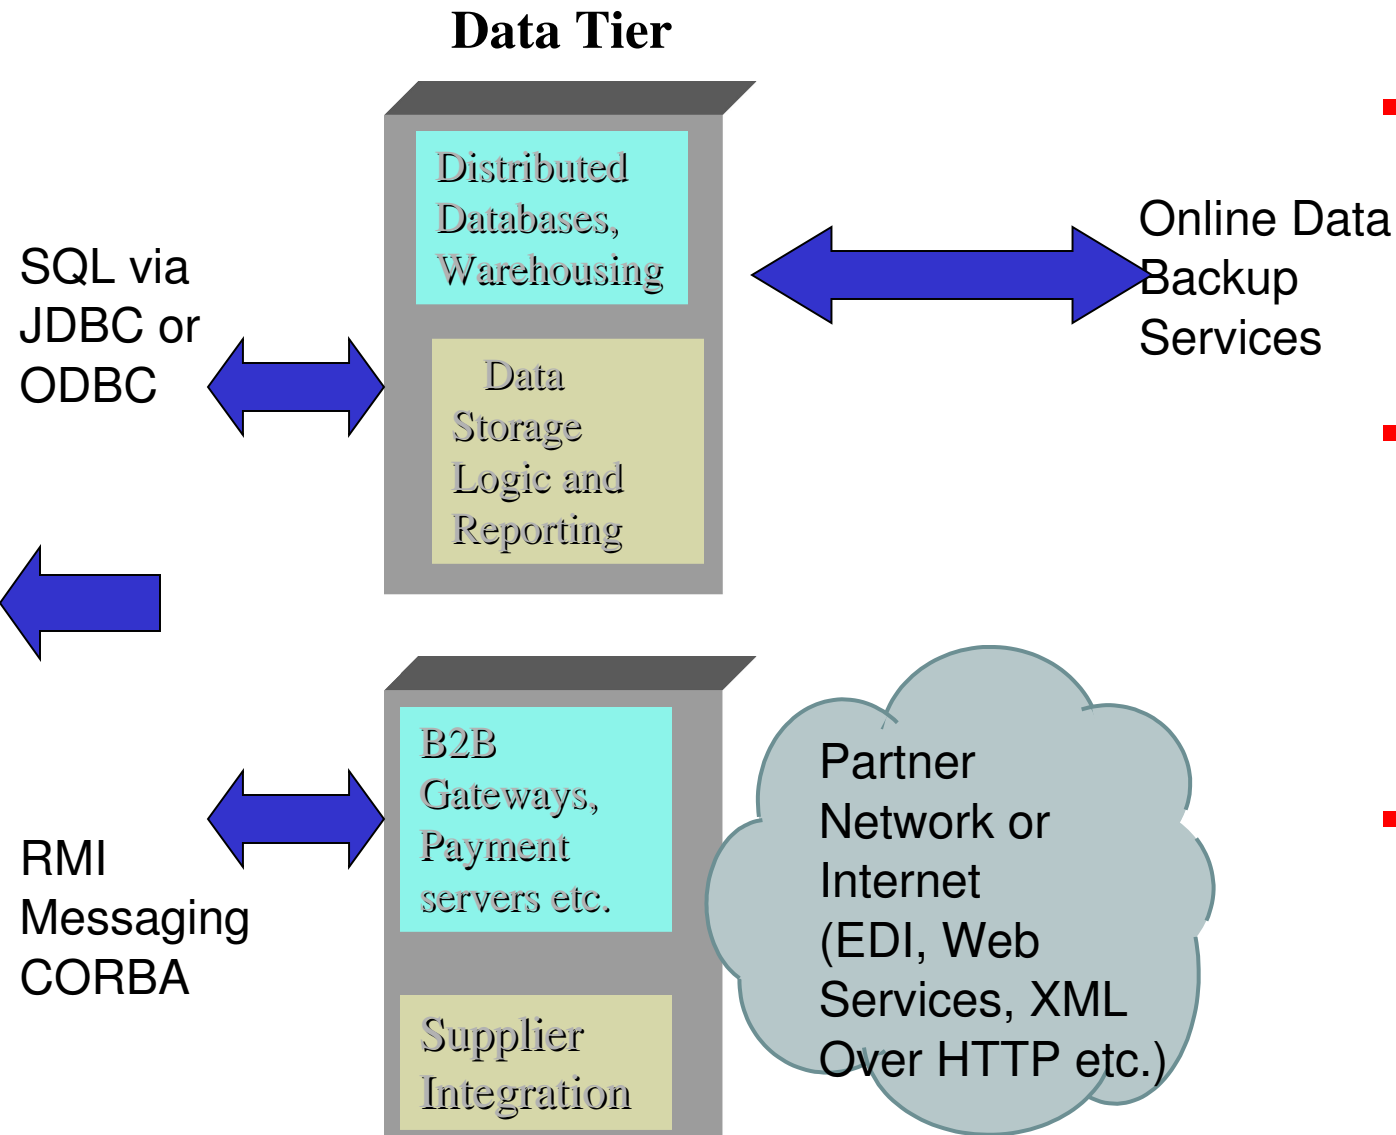 Data Tier
Distributed
Databases,
Warehousing
SQL via
JDBC or
ODBC
Online Data
Backup
Services
Data
Storage
Logic and
Reporting
B2B
Gateways,
Payment
servers etc.
RMI
Messaging
CORBA
Partner
Network or
Internet
(EDI, Web
Services, XML
Over HTTP etc.)
Supplier
Integration